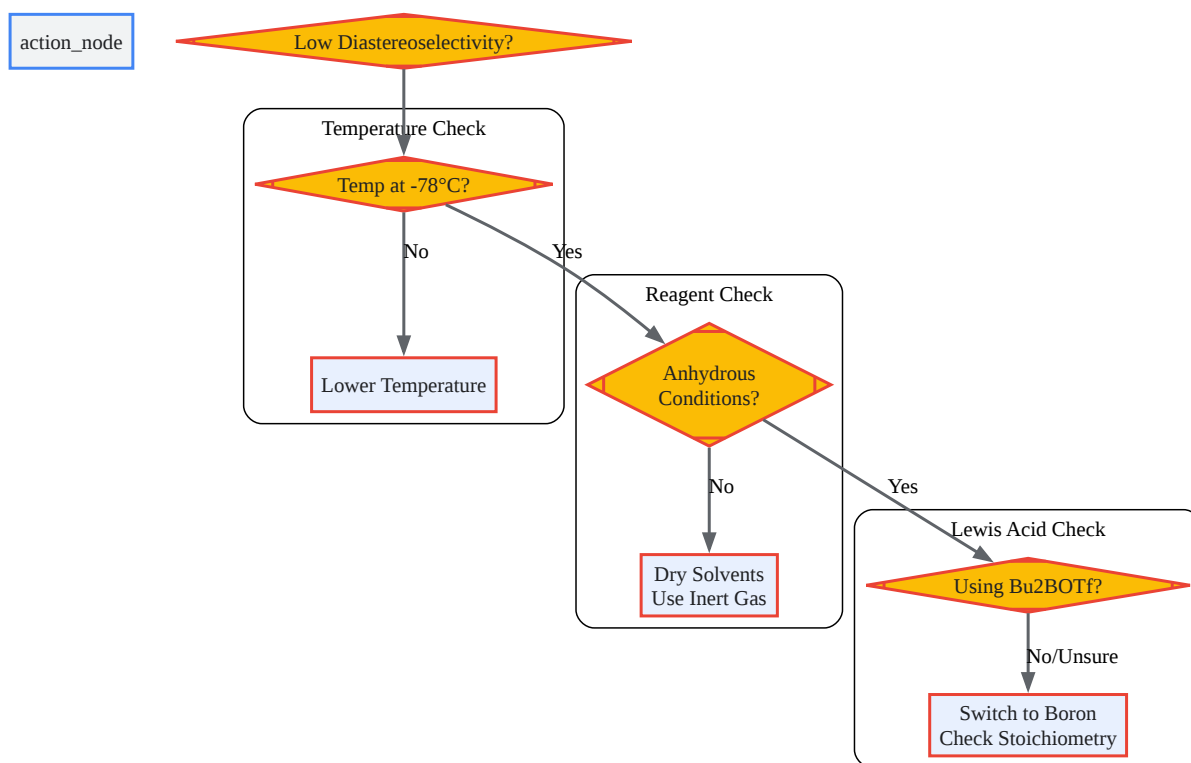 action_node
Low Diastereoselectivity?
Temperature Check
Temp at -78°C?
No
Yes
Lower Temperature
Reagent Check
Anhydrous
Conditions?
No
Yes
Dry Solvents
Use Inert Gas
Lewis Acid Check
Using Bu2BOTf?
No/Unsure
Switch to Boron
Check Stoichiometry